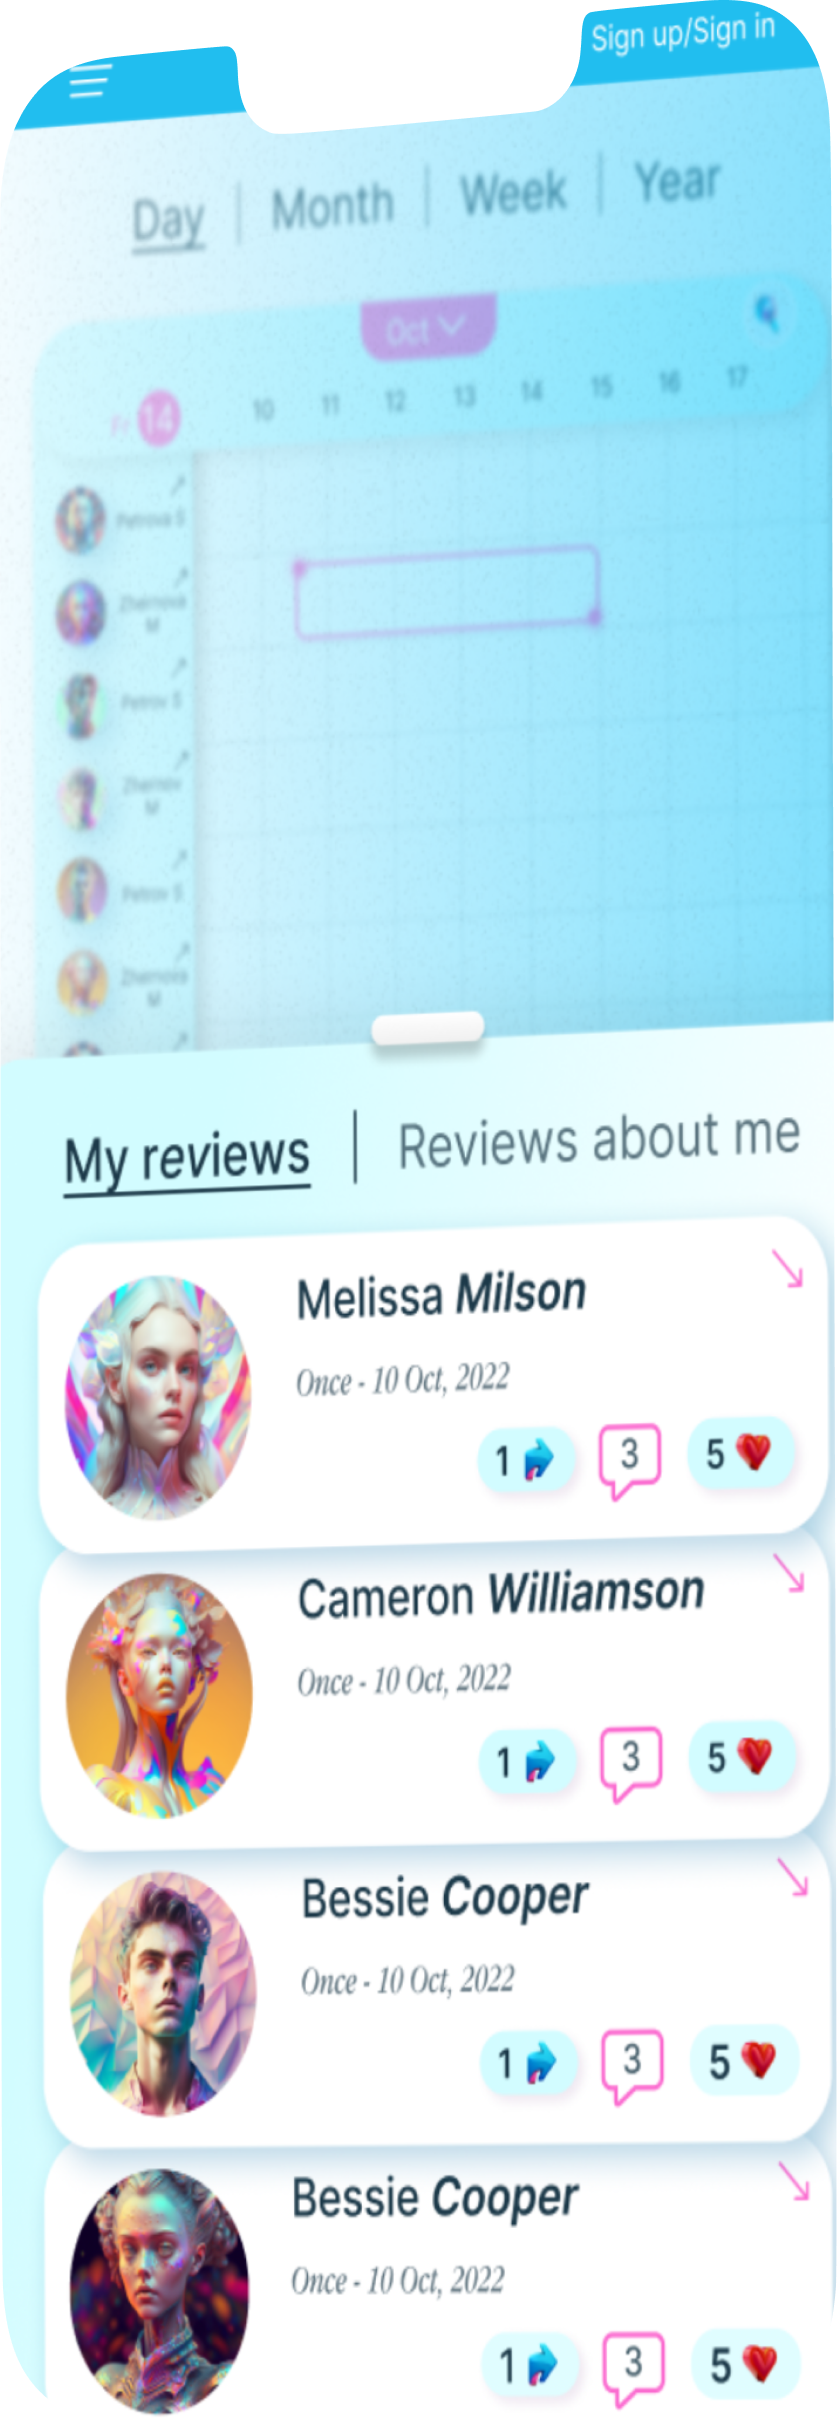 Sign up/Sign in
Day
Month
Week
Year
Oct
Fr 14
10 11 12 13 14 15 16 17
Petrova S
Zhernova
M
Petrov S
Zhernov
M
Petrov S
Zhernova
M
My reviews
Reviews about me
Melissa Milson
Once - 10 Oct, 2022
1 3 5
Cameron Williamson
Once - 10 Oct, 2022
1 3 5
Bessie Cooper
Once - 10 Oct, 2022
1 3 5
Bessie Cooper
Once - 10 Oct, 2022
1 3 5